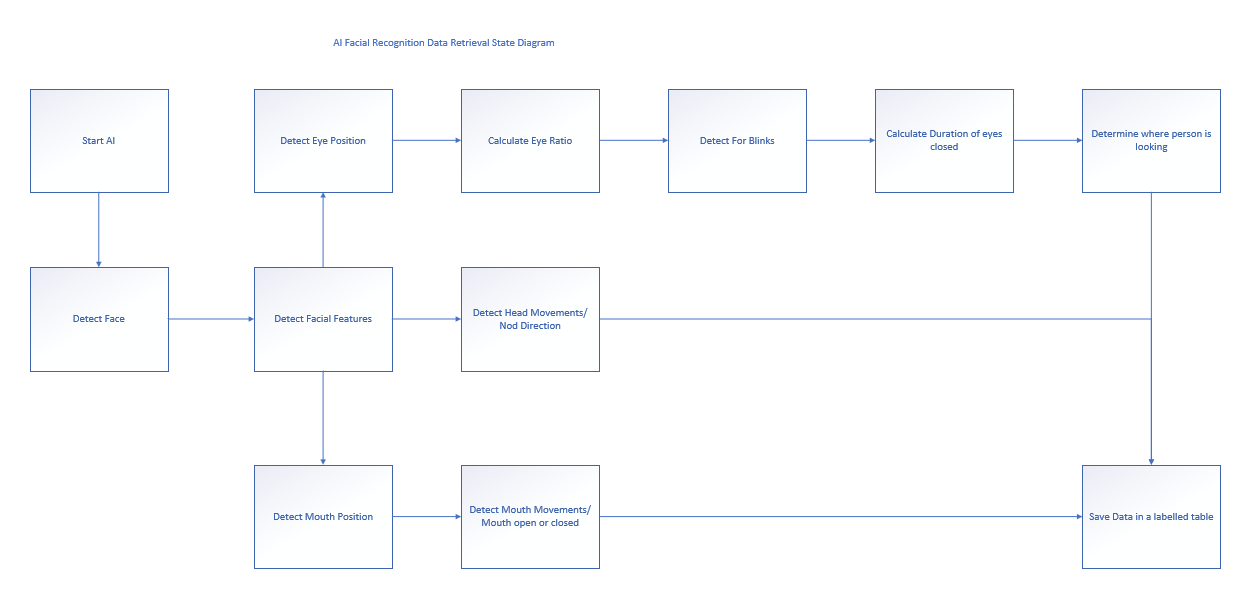 AI Facial Recognition Data Retrieval State Diagram
Start AI
Detect Eye Position
Calculate Eye Ratio
Detect For Blinks
Calculate Duration of eyes
closed
Determine where person is
looking
Detect Face
Detect Facial Features
Detect Head Movements/
Nod Direction
Detect Mouth Position
Detect Mouth Movements/
Mouth open or closed
Save Data in a labelled table